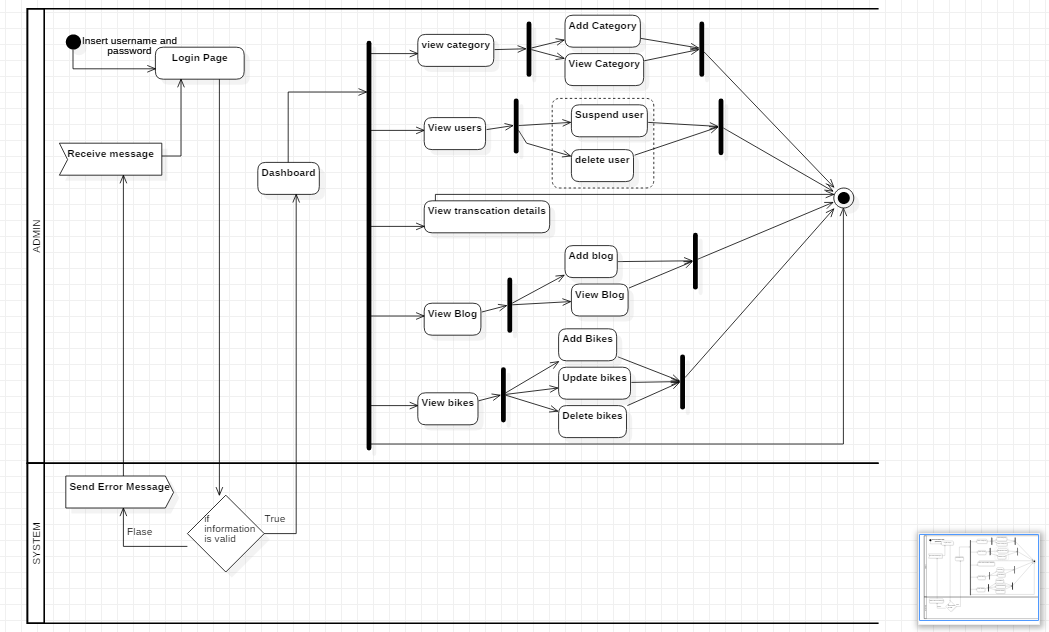 ADMIN
Insert username and
password
Login Page
Receive message
Dashboard
view category
Add Category
View Category
View users
Suspend user
delete user
View transcation details
View Blog
Add blog
View Blog
View bikes
Add Bikes
Update bikes
Delete bikes
SYSTEM
Send Error Message
Flase
If
information
is valid
True